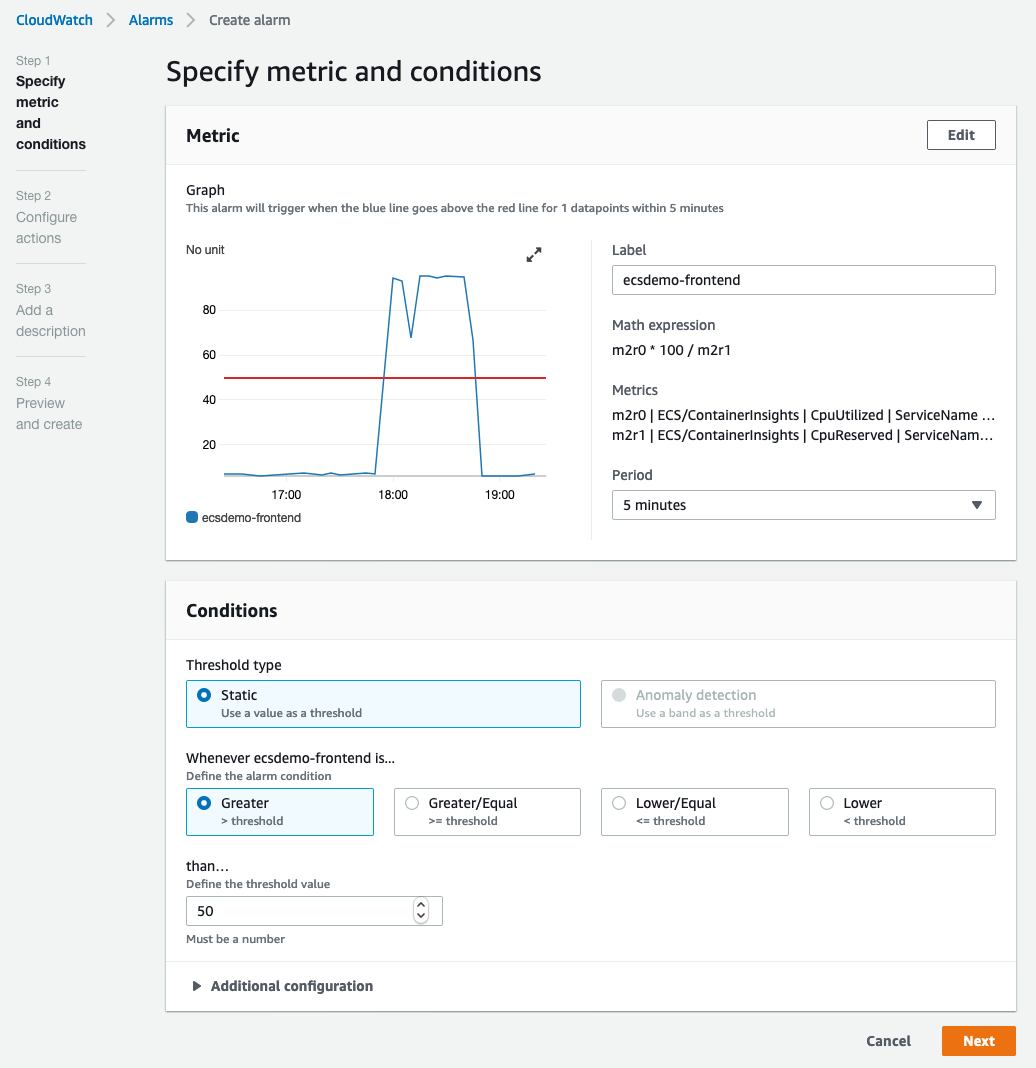 CloudWatch > Alarms > Create alarm
Step 1
Specify
metric
and
conditions
Step 2
Configure
actions
Step 3
Add a
description
Step 4
Preview
and create
Specify metric and conditions
Metric
Edit
Graph
This alarm will trigger when the blue line goes above the red line for 1 datapoints within 5 minutes
No unit
80
60
40
20
17:00 18:00 19:00
ecsdemo-frontend
Label
ecsdemo-frontend
Math expression
m2r0 * 100 / m2r1
Metrics
m2r0 | ECS/ContainerInsights | CpuUtilized | ServiceName ...
m2r1 | ECS/ContainerInsights | CpuReserved | ServiceNam...
Period
5 minutes
Conditions
Threshold type
Static
Use a value as a threshold
Anomaly detection
Use a band as a threshold
Whenever ecsdemo-frontend is...
Define the alarm condition
Greater
> threshold
Greater/Equal
>= threshold
Lower/Equal
<= threshold
Lower
< threshold
than...
Define the threshold value
50
Must be a number
Additional configuration
Cancel
Next